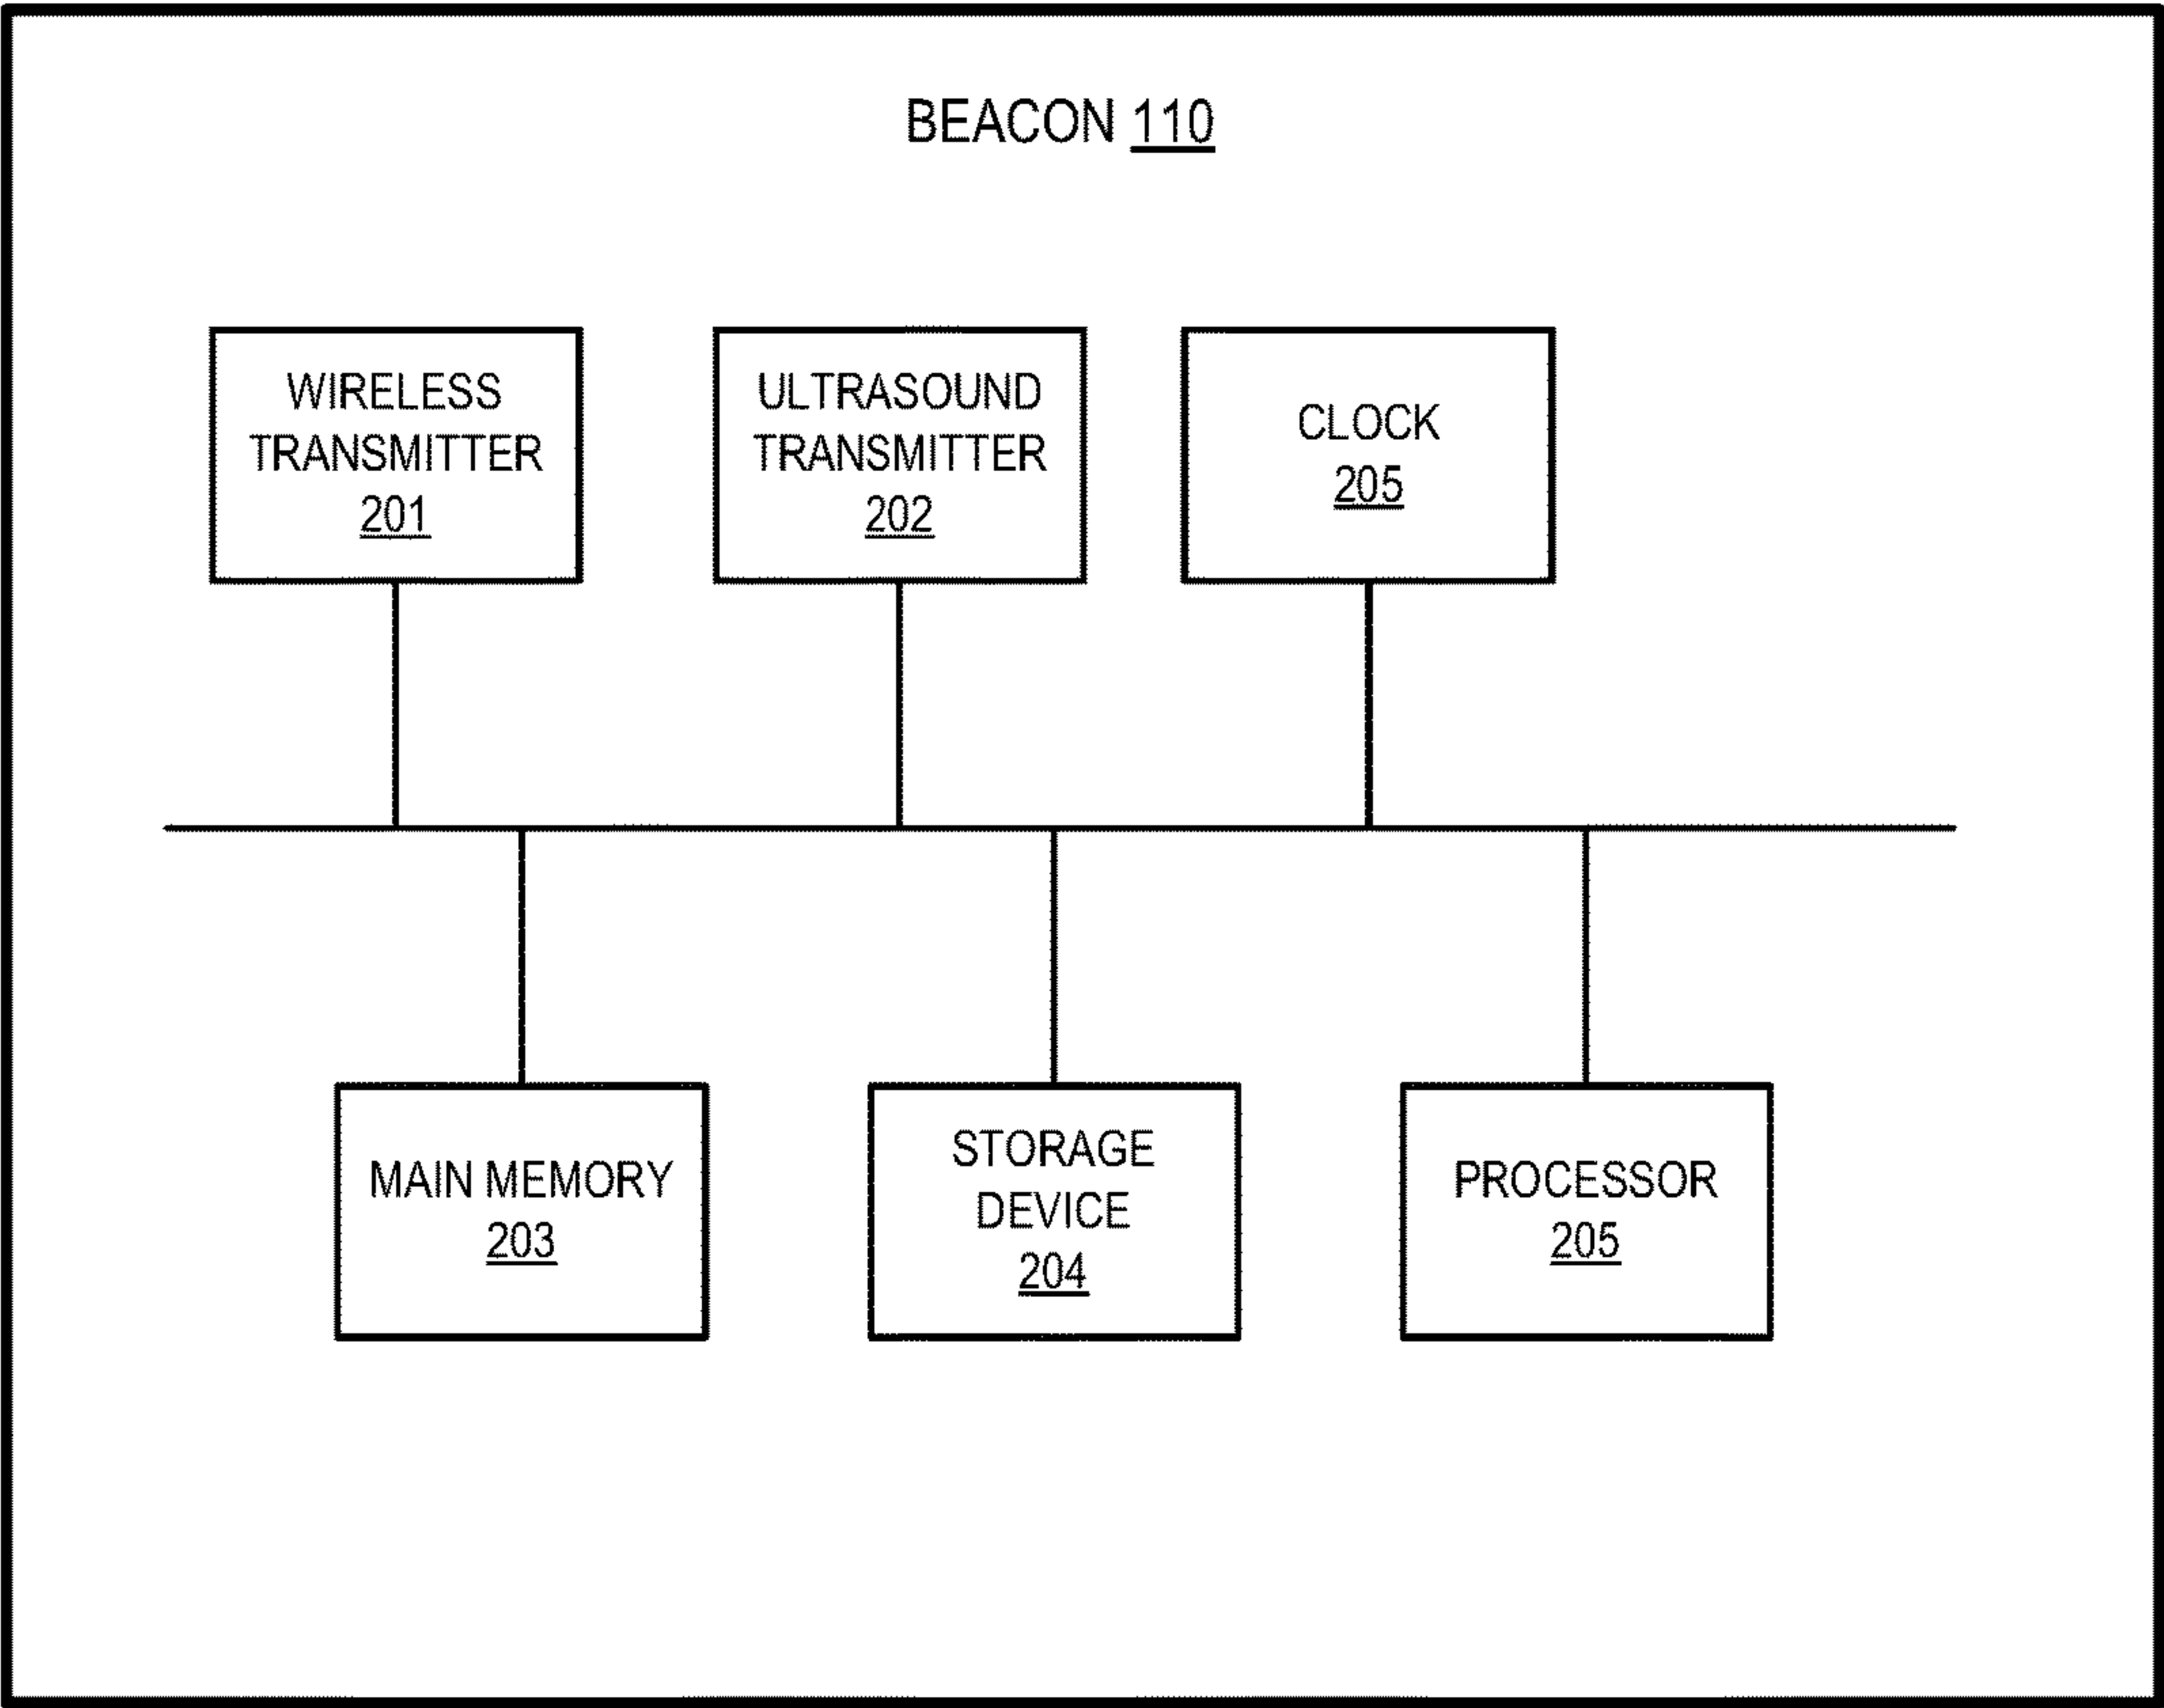 BEACON 110
WIRELESS
TRANSMITTER
201
ULTRASOUND
TRANSMITTER
202
CLOCK
205
MAIN MEMORY
203
STORAGE
DEVICE
204
PROCESSOR
205